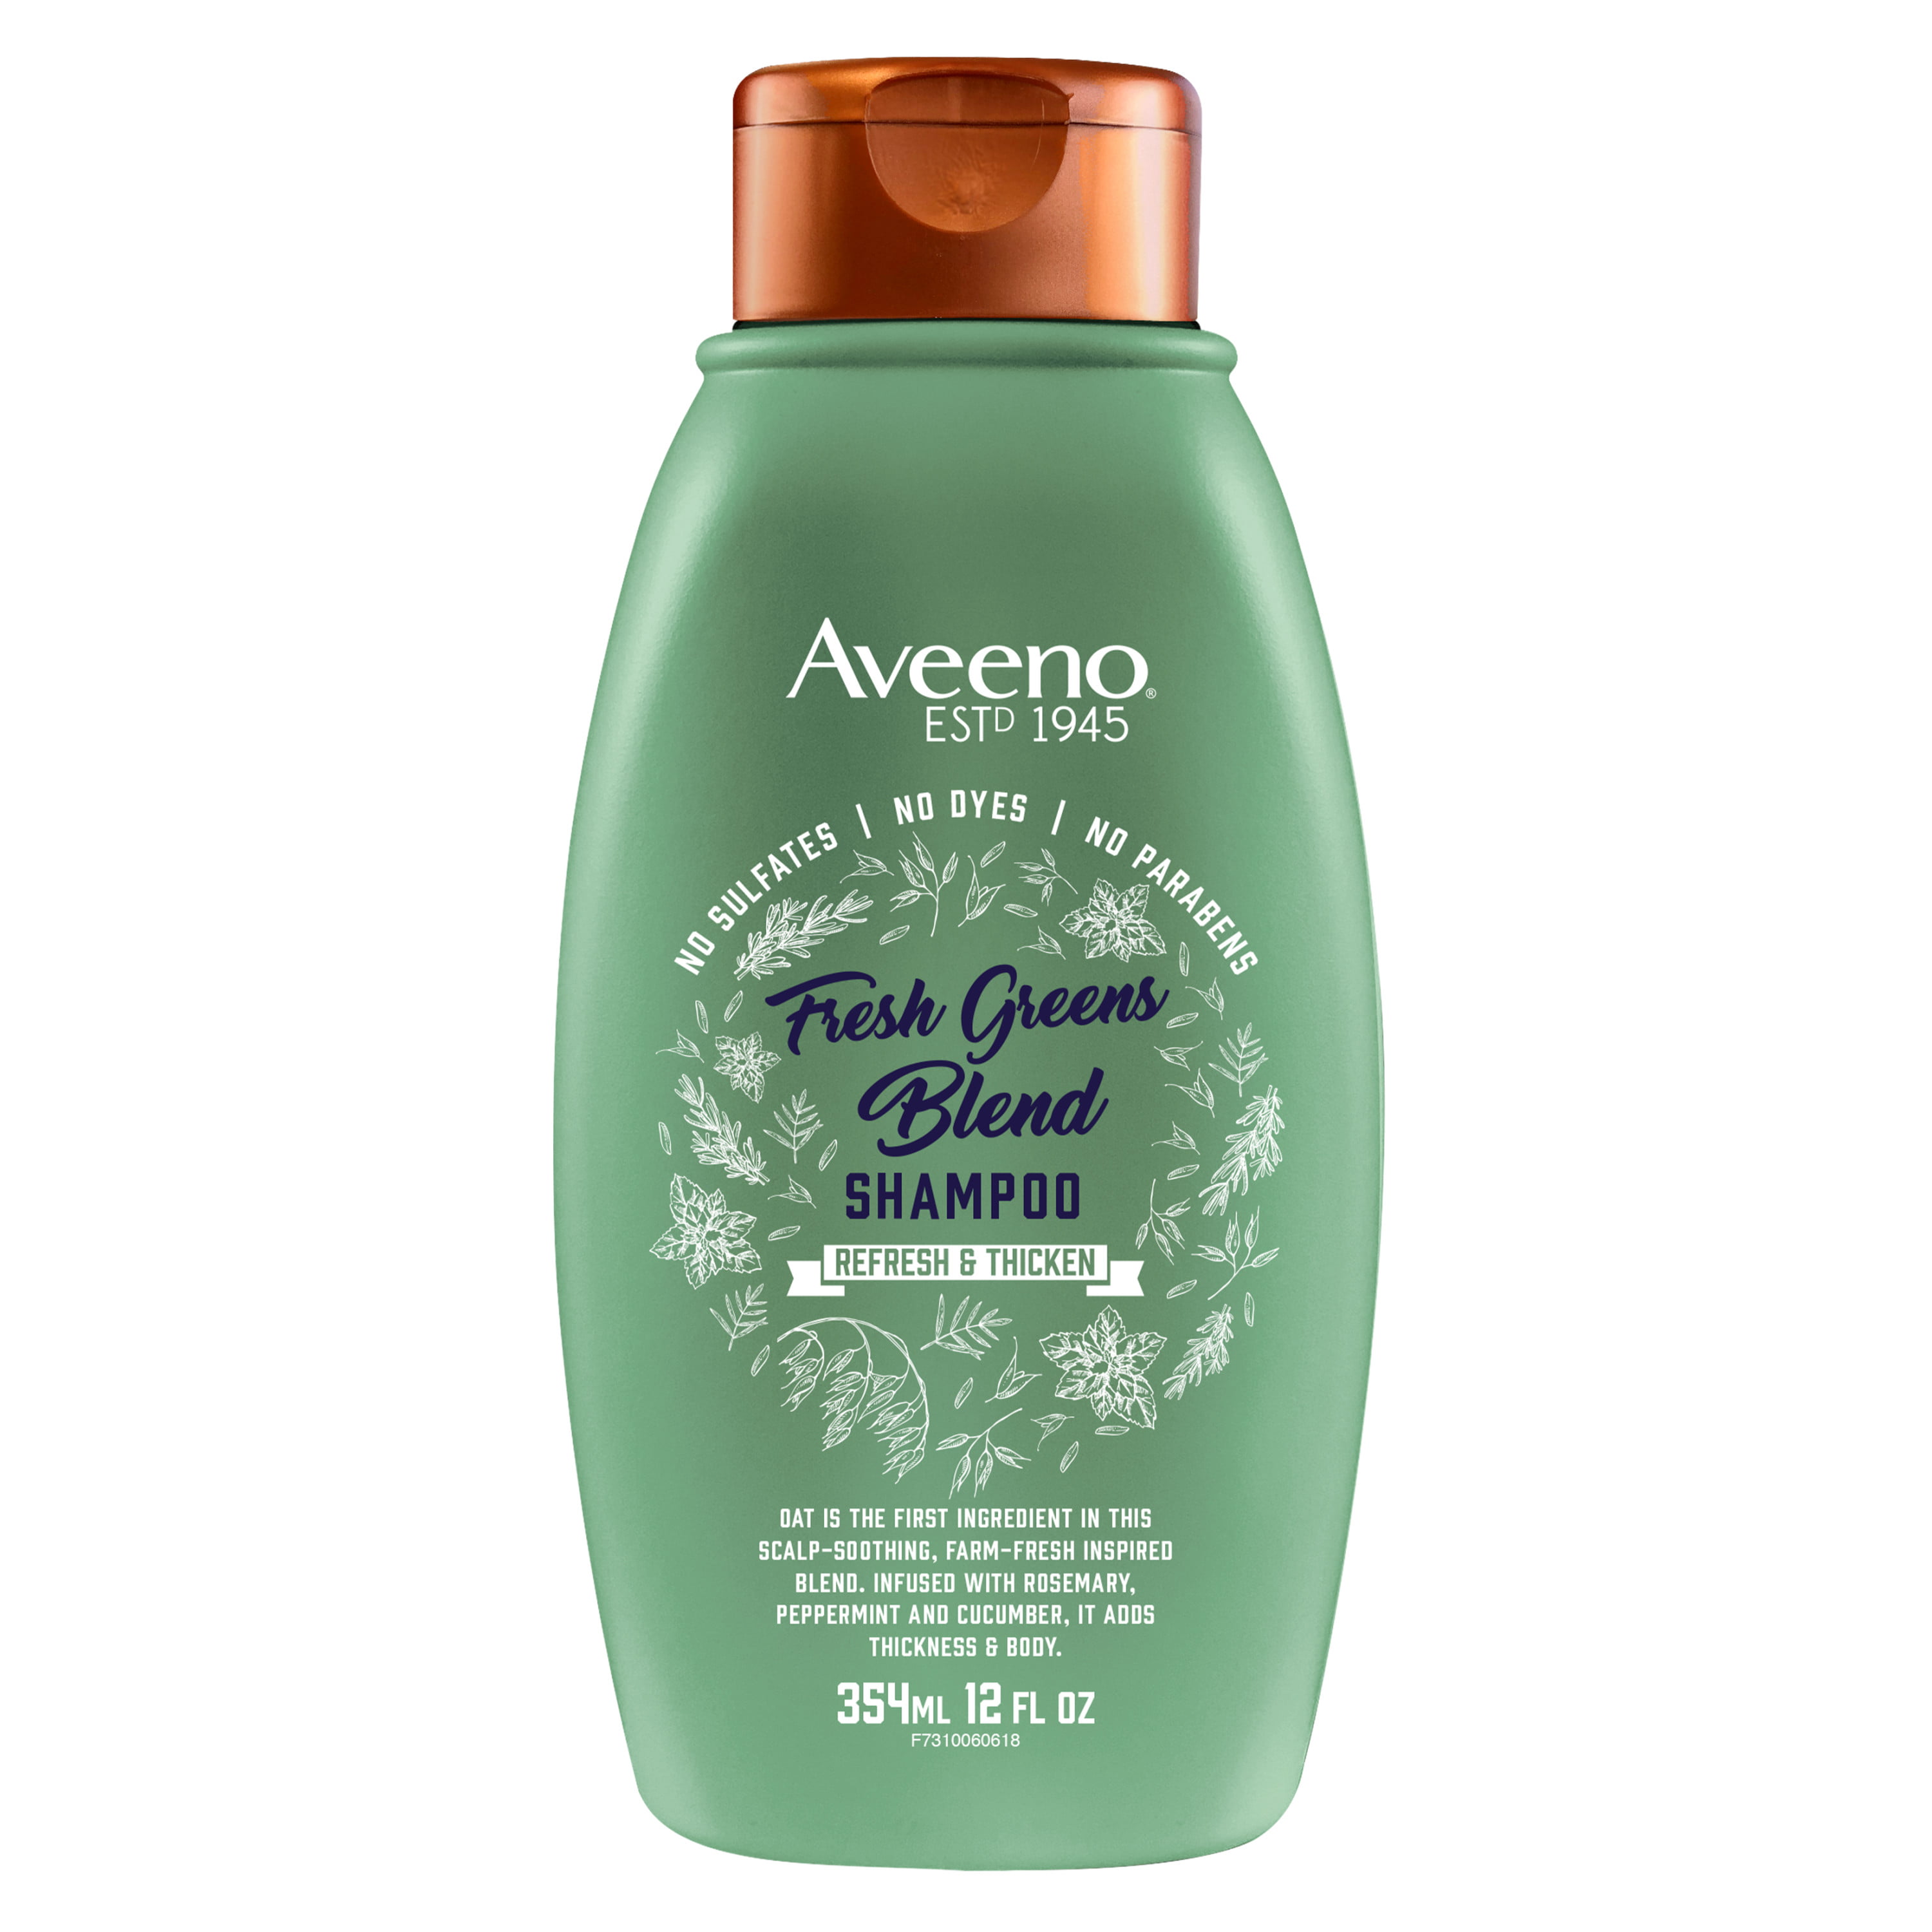 Aveeno®
ESTD 1945
NO SULFATES | NO DYES | NO PARABENS
Fresh Greens
Blend
SHAMPOO
REFRESH & THICKEN
OAT IS THE FIRST INGREDIENT IN THIS
SCALP-SOOTHING, FARM-FRESH INSPIRED
BLEND. INFUSED WITH ROSEMARY,
PEPPERMINT AND CUCUMBER, IT ADDS
THICKNESS & BODY.
354ML 12 FL OZ
F7310060618